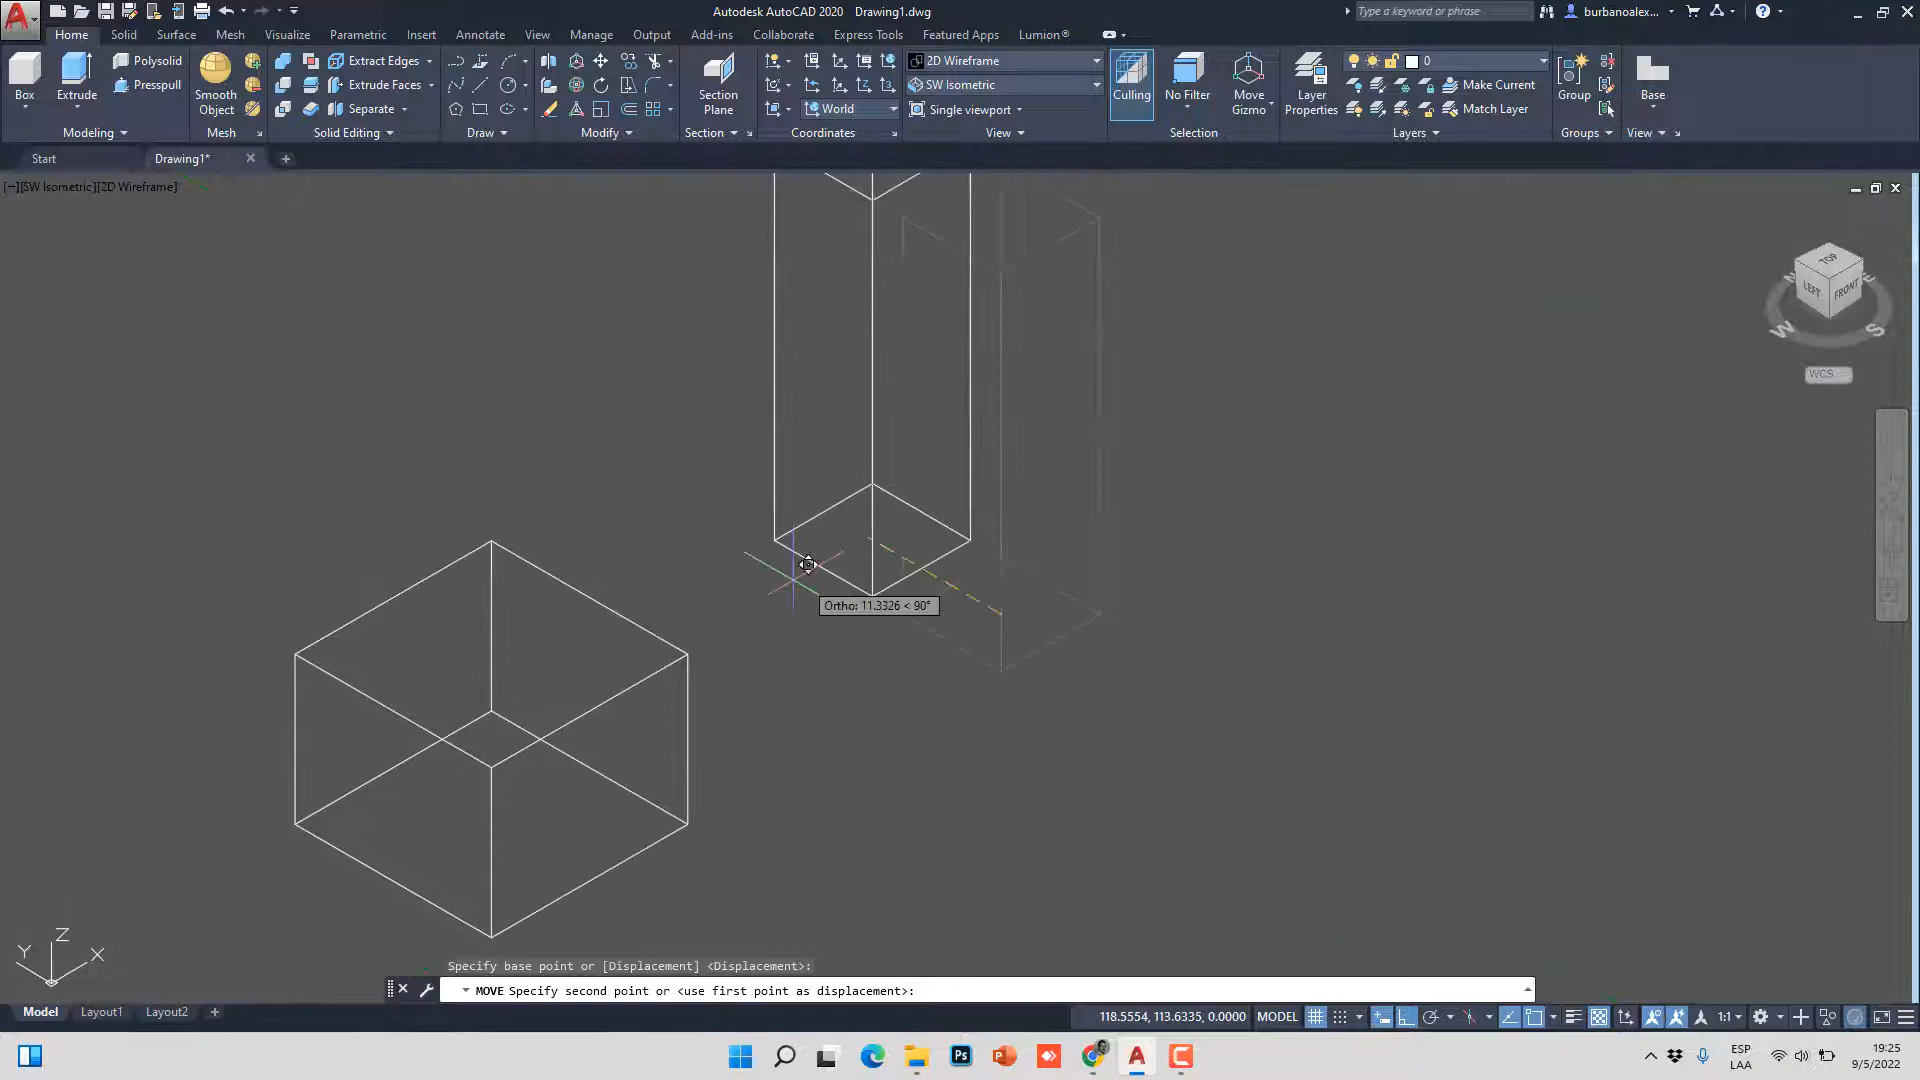 Autodesk AutoCAD 2020 Drawing1.dwg
Type a keyword or phrase
burbanoalex...
Home Solid Surface Mesh Visualize Parametric Insert Annotate View Manage Output Add-ins Collaborate Express Tools Featured Apps Lumion®
Box
Extrude
Polysolid
Presspull
Modeling
Smooth
Object
Mesh
Extract Edges
Extrude Faces
Separate
Solid Editing
Draw
Modify
Section
Plane
Section
World
Coordinates
2D Wireframe
SW Isometric
Single viewport
View
Culling
No Filter
Move
Gizmo
Selection
Layer
Properties
0
Make Current
Match Layer
Layers
Group
Groups
Base
View
Start
Drawing1*
[−][SW Isometric][2D Wireframe]
TOP
LEFT
FRONT
N
E
W
S
WCS
Ortho: 11.3326 < 90°
Z
Y
X
Specify base point or [Displacement] <Displacement>:
MOVE Specify second point or <use first point as displacement>:
Model Layout1 Layout2
118.5554, 113.6335, 0.0000 MODEL
1:1
Ps
ESP
LAA
19:25
9/5/2022